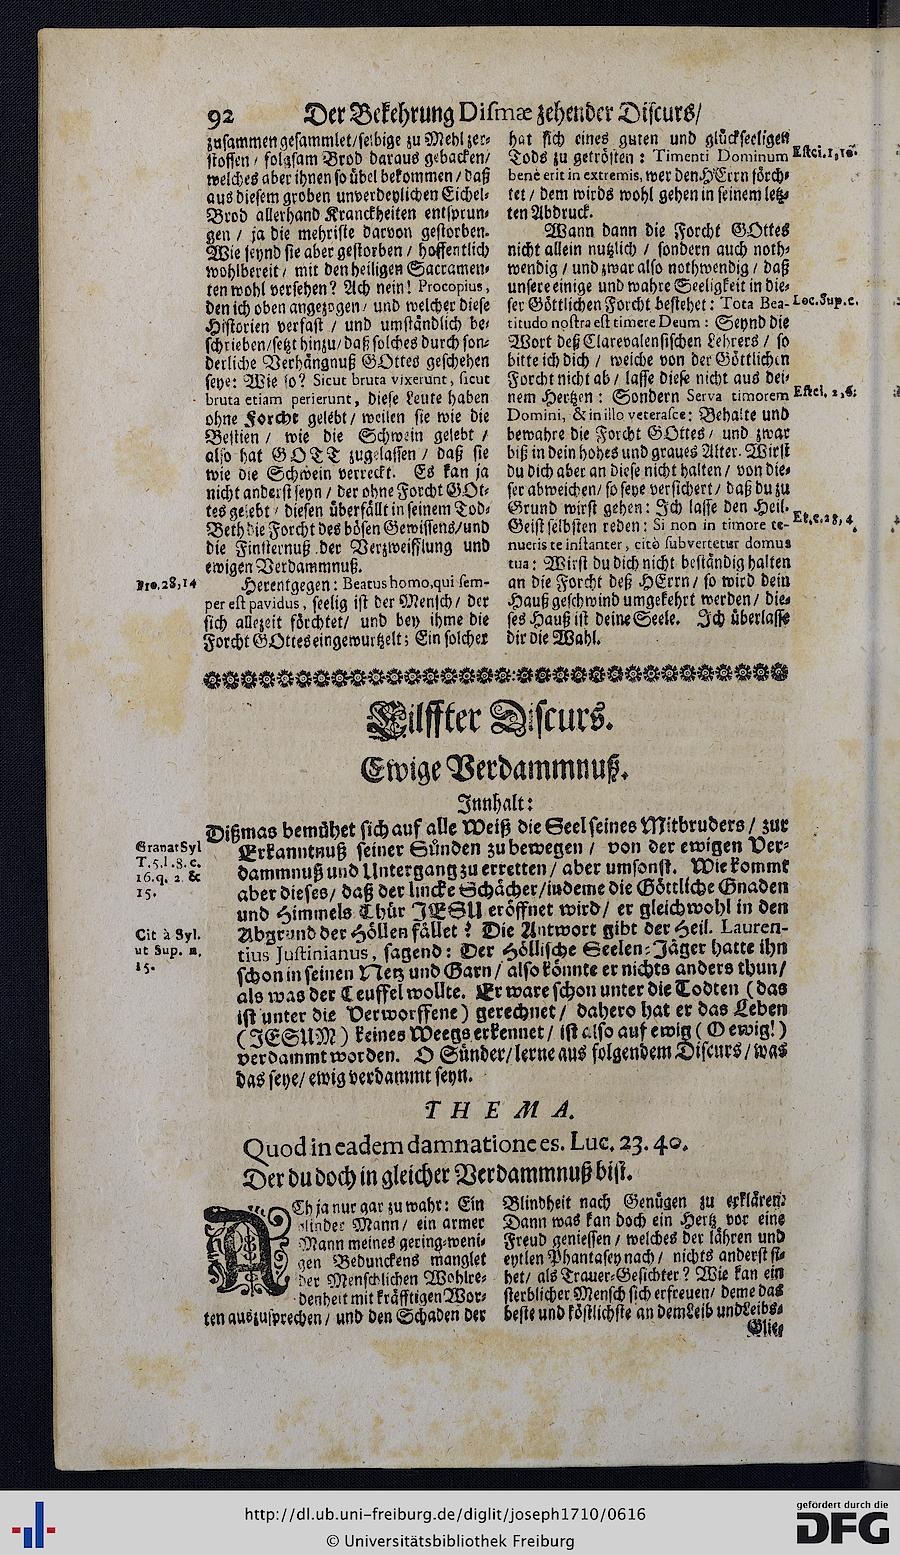 92 Der Bekehrung Dismæ zehender Discurs/
zusammen gesammlet/selbige zu Mehl zer-
stossen / folgsam Brod daraus gebacken/
welches aber ihnen so übel bekommen / daß
aus diesem groben unverdeylichen Eichel-
Brod allerhand Kranckheiten entsprun-
gen / ja die mehriste darvon gestorben.
Wie seynd sie aber gestorben / hoffentlich
wohlbereit / mit den heiligen Sacramen-
ten wohl versehen? Ach nein! Procopius,
den ich oben angezogen / und welcher diese
Historien verfast / und umständlich be-
schrieben/setzt hinzu/daß solches durch son-
derliche Verhängnuß GOttes geschehen
seye: Wie so? Sicut bruta vixerunt, sicut
bruta etiam perierunt, diese Leute haben
ohne Forcht gelebt/ weilen sie wie die
Bestien / wie die Schwein gelebt /
also hat GOTT zugelassen / daß sie
wie die Schwein verreckt. Es kan ja
nicht anderst seyn / der ohne Forcht GOt-
tes gelebt / diesen überfällt in seinem Tod-
Beth die Forcht des bösen Gewissens/und
die Finsternuß der Verzweifflung und
ewigen Verdammnuß.
Pro.28,14
Herentgegen: Beatus homo,qui sem-
per est pavidus, seelig ist der Mensch / der
sich allezeit förchtet/ und bey ihme die
Forcht GOttes eingewurtzelt; Ein solcher
hat sich eines guten und glückseeligen
Tods zu getrösten : Timenti Dominum
Eccli.1,13.
benè erit in extremis, wer den HErrn förch-
tet / dem wirds wohl gehen in seinem letz-
ten Abdruck.
Wann dann die Forcht GOttes
nicht allein nutzlich / sondern auch noth-
wendig / und zwar also nothwendig / daß
unsere einige und wahre Seeligkeit in die-
ser Göttlichen Forcht bestehet: Tota Bea-
Loc.Sup.c.
titudo nostra est timere Deum : Seynd die
Wort deß Clarevalensischen Lehrers / so
bitte ich dich / weiche von der Göttlichen
Forcht nicht ab / lasse diese nicht aus dei-
nem Hertzen : Sondern Serva timorem
Eccli. 2,6.
Domini, & in illo veterasce: Behalte und
bewahre die Forcht GOttes / und zwar
biß in dein hohes und graues Alter. Wirst
du dich aber an diese nicht halten / von die-
ser abweichen/ so seye versichert / daß du zu
Grund wirst gehen: Ich lasse den Heil.
Geist selbsten reden: Si non in timore te-
Et.c.28,4.
nueris te instanter, citò subvertetur domus
tua: Wirst du dich nicht beständig halten
an die Forcht deß HErrn / so wird dein
Hauß geschwind umgekehrt werden / die-
ses Hauß ist deine Seele. Ich überlasse
dir die Wahl.
Eilffter Discurs.
Ewige Verdammnuß.
Innhalt:
Dißmas bemühet sich auf alle Weiß die Seel seines Mitbruders / zur
Erkanntnuß seiner Sünden zu bewegen / von der ewigen Ver-
dammnuß und Untergang zu erretten / aber umsonst. Wie kommt
aber dieses / daß der lincke Schächer/indeme die Göttliche Gnaden
und Himmels Thür JESU eröffnet wird / er gleichwohl in den
Abgrund der Höllen fället ? Die Antwort gibt der Heil. Lauren-
tius Justinianus, sagend: Der Höllische Seelen-Jäger hatte ihn
schon in seinen Netz und Garn / also könnte er nichts anders thun/
als was der Teuffel wollte. Er ware schon unter die Todten (das
ist unter die Verworffene) gerechnet / dahero hat er das Leben
(JESUM) keines Weegs erkennet / ist also auf ewig ( O ewig! )
verdammt worden. O Sünder/lerne aus folgendem Discurs / was
das seye/ ewig verdammt seyn.
Granat Syl
T.5.l.8.c.
16.q. 2. &
15.
Cit à Syl.
ut Sup. n.
15.
THEMA.
Quod in eadem damnatione es. Luc. 23. 40.
Der du doch in gleicher Verdammnuß bist.
ACh ja nur gar zu wahr: Ein
blinder Mann / ein armer
Mann meines gering-weni-
gen Bedunckens manglet
der Menschlichen Wohlre-
denheit mit kräfftigen Wor-
ten auszusprechen / und den Schaden der
Blindheit nach Genügen zu erklären:
Dann was kan doch ein Hertz vor eine
Freud geniessen / welches der lähren und
eytlen Phantasey nach / nichts anderst si-
het/ als Trauer-Gesichter? Wie kan ein
sterblicher Mensch sich erfreuen/ deme das
beste und köstlichste an dem Leib und Leibs-
Glie-
http://dl.ub.uni-freiburg.de/diglit/joseph1710/0616
© Universitätsbibliothek Freiburg
gefördert durch die
DFG